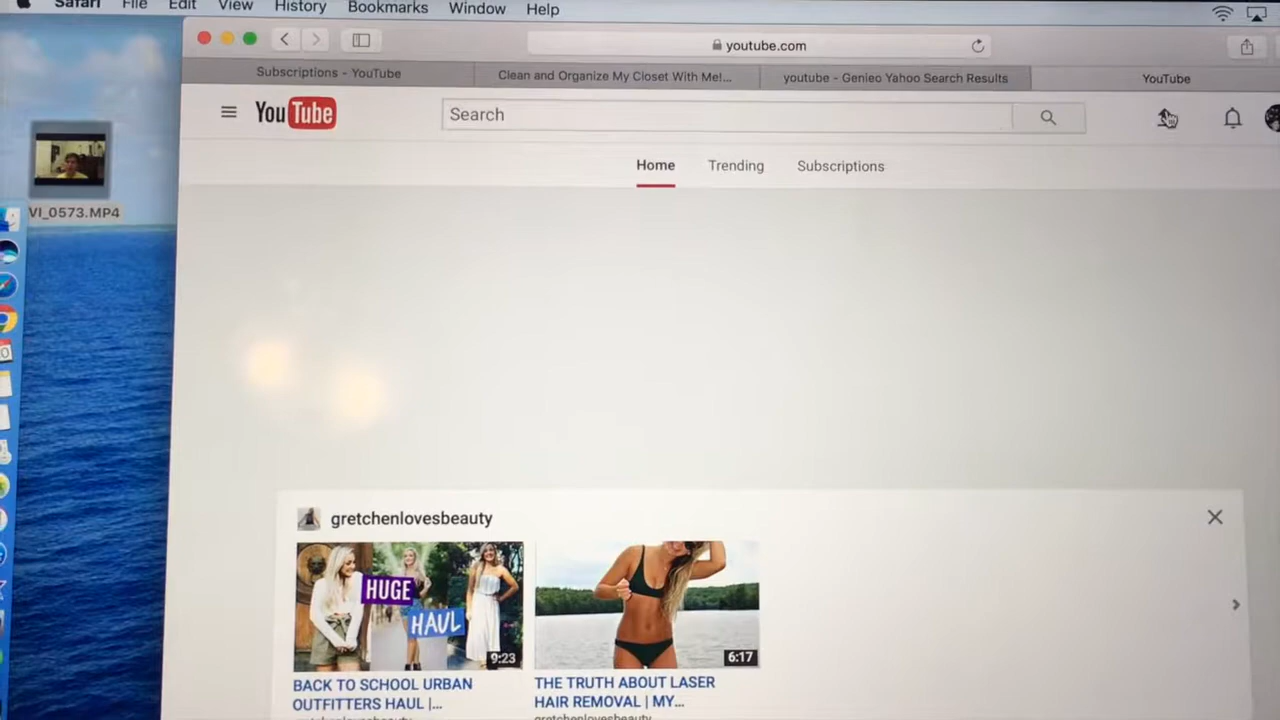 Safari File Edit View History Bookmarks Window Help
youtube.com
Subscriptions - YouTube
Clean and Organize My Closet With Me!...
youtube - Genieo Yahoo Search Results
YouTube
YouTube
Search
Home Trending Subscriptions
VI_0573.MP4
gretchenlovesbeauty
HUGE
HAUL
9:23
6:17
BACK TO SCHOOL URBAN
OUTFITTERS HAUL |...
THE TRUTH ABOUT LASER
HAIR REMOVAL | MY...
gretchenlovesbeauty
gretchenlovesbeauty